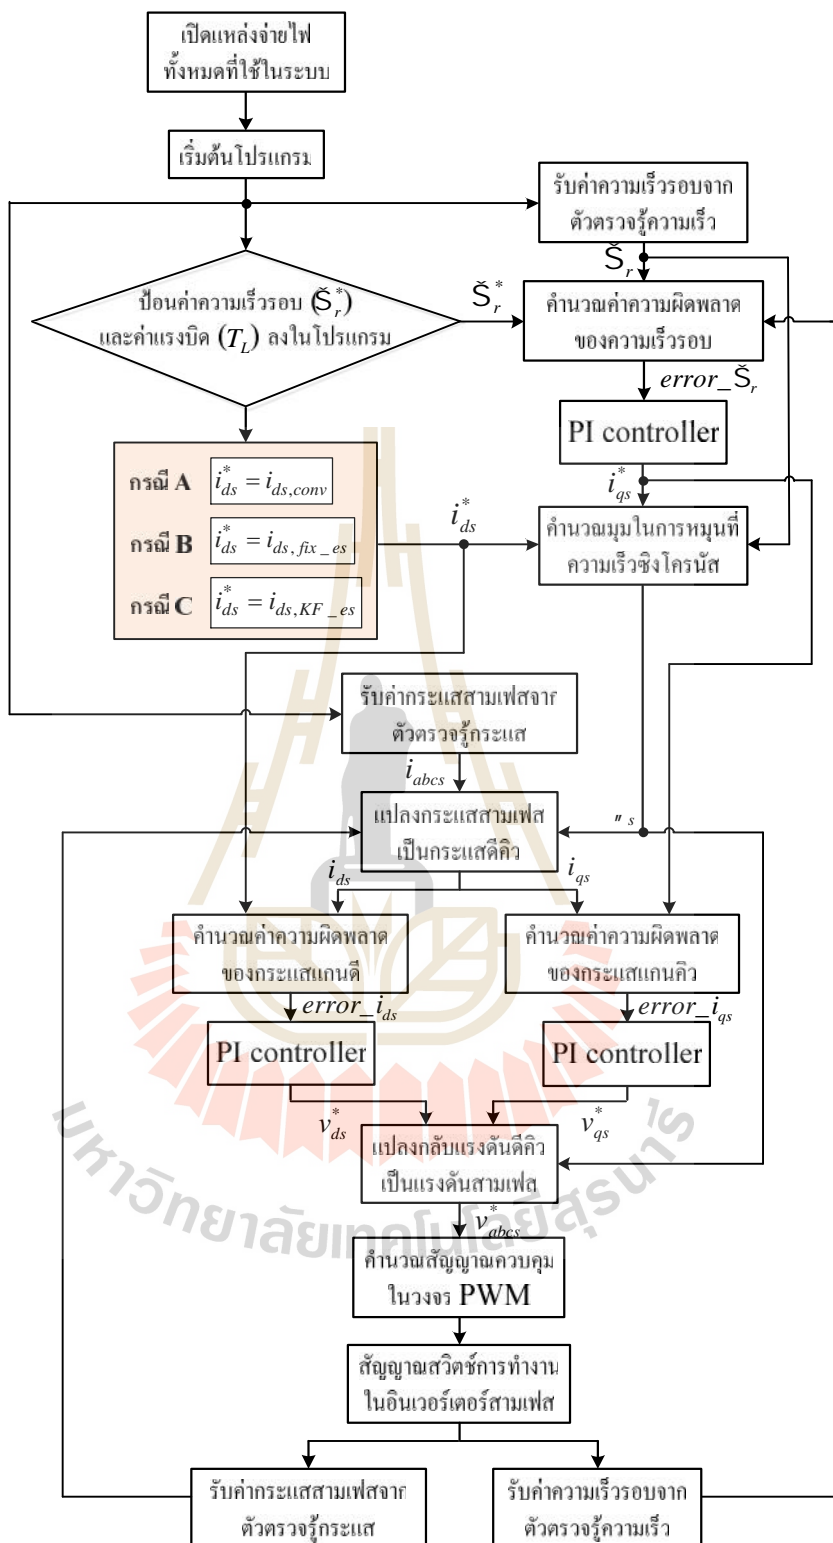 เปิดแหล่งจ่ายไฟ
ทั้งหมดที่ใช้ในระบบ
เริ่มต้นโปรแกรม
รับค่าความเร็วรอบจาก
ตัวตรวจรู้ความเร็ว
Š_r
ป้อนค่าความเร็วรอบ (Š_r^*)
และค่าแรงบิด (T_L) ลงในโปรแกรม
Š_r^*
คำนวณค่าความผิดพลาด
ของความเร็วรอบ
error_Š_r
PI controller
i_qs^*
กรณี A i_ds^* = i_ds,conv
กรณี B i_ds^* = i_ds,fix_es
กรณี C i_ds^* = i_ds,KF_es
i_ds^*
คำนวณมุมในการหมุนที่
ความเร็วซิงโครนัส
รับค่ากระแสสามเฟสจาก
ตัวตรวจรู้กระแส
i_abcs
แปลงกระแสสามเฟส
เป็นกระแสดีคิว
" s
i_ds
i_qs
คำนวณค่าความผิดพลาด
ของกระแสแกนดี
คำนวณค่าความผิดพลาด
ของกระแสแกนคิว
error_i_ds
error_i_qs
PI controller
PI controller
v_ds^*
v_qs^*
แปลงกลับแรงดันดีคิว
เป็นแรงดันสามเฟส
v_abcs^*
มหาวิทยาลัยเทคโนโลยีสุรนารี
คำนวณสัญญาณควบคุม
ในวงจร PWM
สัญญาณสวิตช์การทำงาน
ในอินเวอร์เตอร์สามเฟส
รับค่ากระแสสามเฟสจาก
ตัวตรวจรู้กระแส
รับค่าความเร็วรอบจาก
ตัวตรวจรู้ความเร็ว